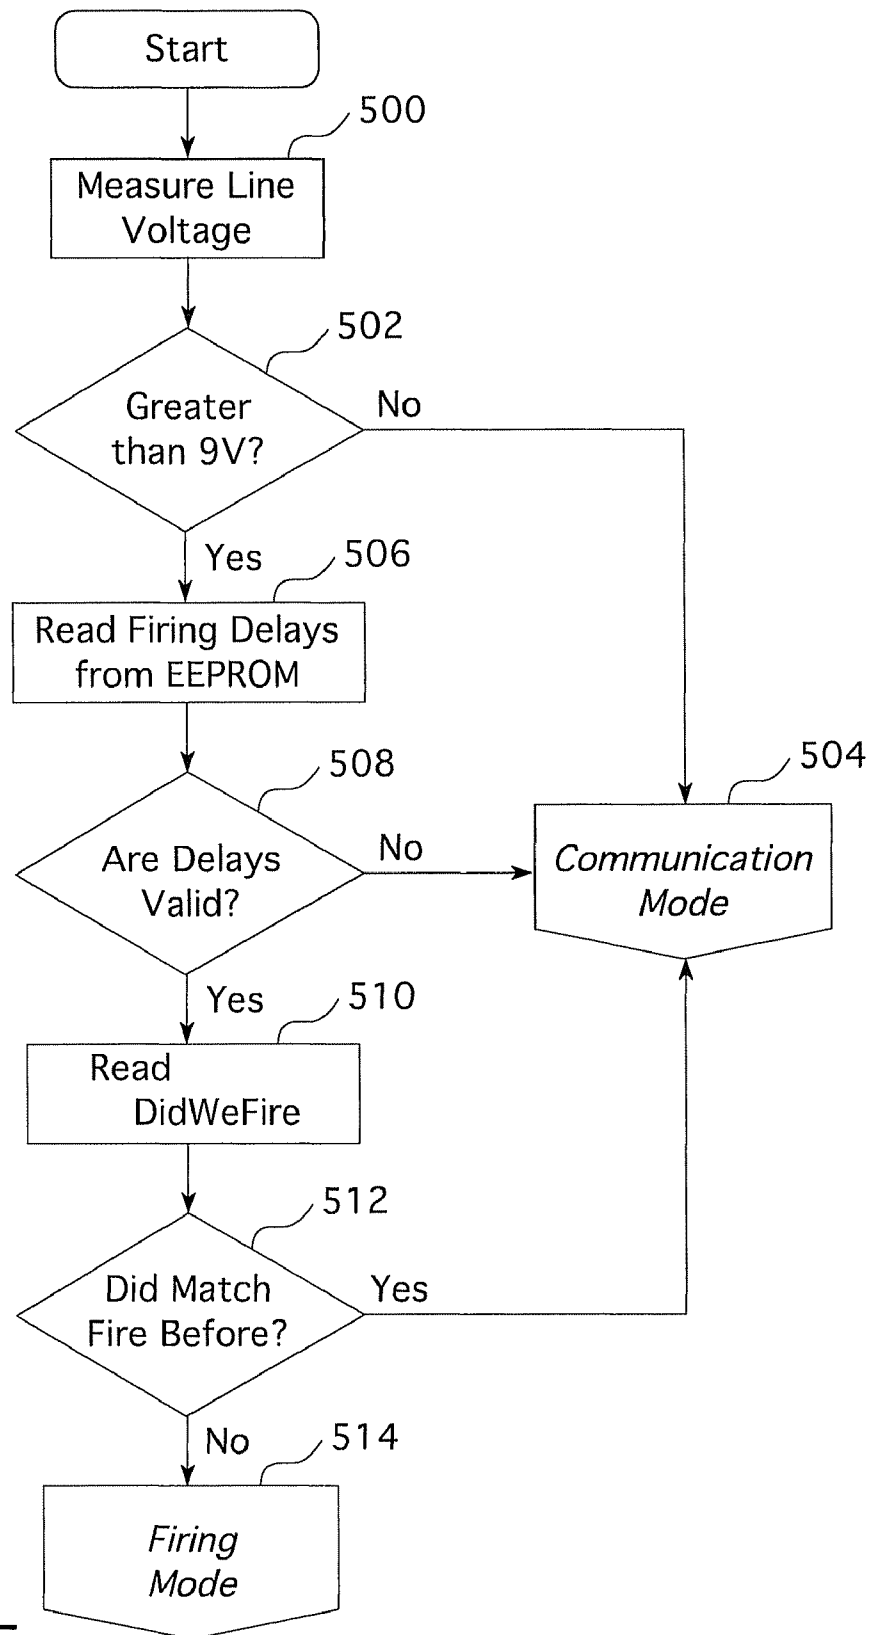 Start
500
Measure Line
Voltage
502
Greater
than 9V?
No
Yes
506
Read Firing Delays
from EEPROM
508
504
Are Delays
Valid?
No
Communication
Mode
Yes
510
Read
DidWeFire
512
Did Match
Fire Before?
Yes
No
514
Firing
Mode